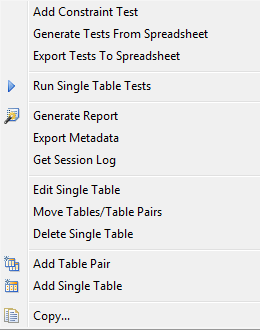 Add Constraint Test
Generate Tests From Spreadsheet
Export Tests To Spreadsheet
Run Single Table Tests
Generate Report
Export Metadata
Get Session Log
Edit Single Table
Move Tables/Table Pairs
Delete Single Table
Add Table Pair
Add Single Table
Copy...